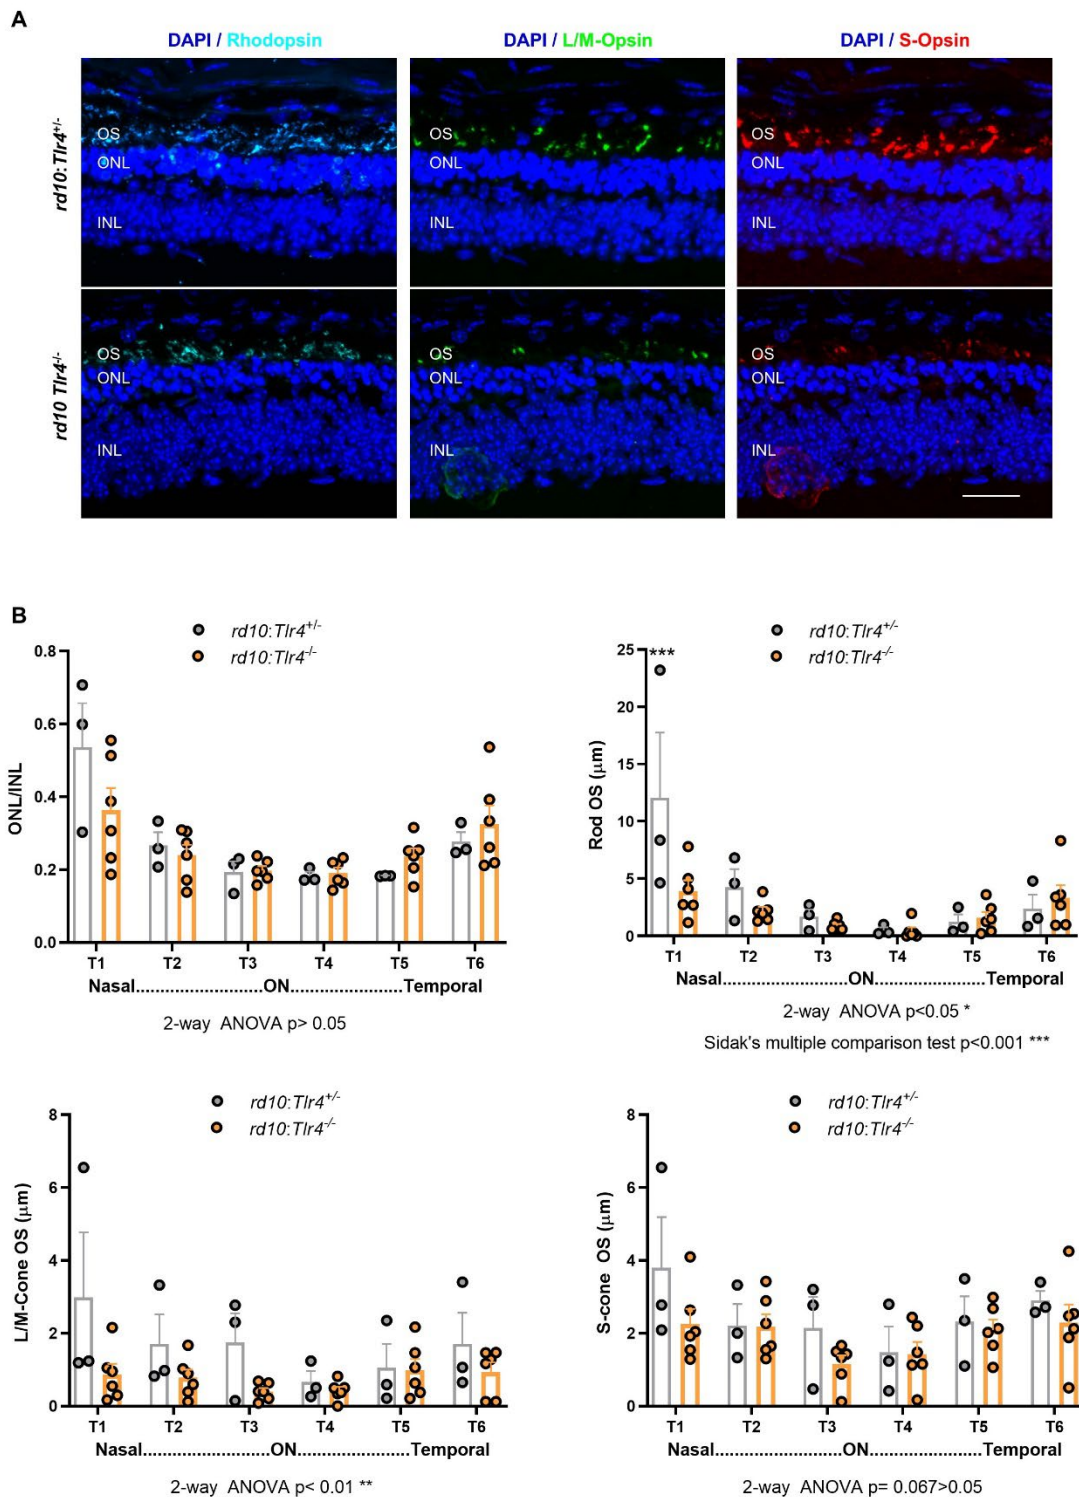 A
DAPI / Rhodopsin
DAPI / L/M-Opsin
DAPI / S-Opsin
rd10:Tlr4+/-
OS
ONL
INL
OS
ONL
INL
OS
ONL
INL
rd10 Tlr4-/-
OS
ONL
INL
OS
ONL
INL
OS
ONL
INL
B
rd10:Tlr4+/-
rd10:Tlr4-/-
ONL/INL
0.8
0.6
0.4
0.2
0.0
T1 T2 T3 T4 T5 T6
Nasal........................ON......................Temporal
2-way ANOVA p> 0.05
rd10:Tlr4+/-
rd10:Tlr4-/-
***
Rod OS (μm)
25
20
15
10
5
0
T1 T2 T3 T4 T5 T6
Nasal........................ON......................Temporal
2-way ANOVA p<0.05 *
Sidak's multiple comparison test p<0.001 ***
rd10:Tlr4+/-
rd10:Tlr4-/-
L/M-Cone OS (μm)
8
6
4
2
0
T1 T2 T3 T4 T5 T6
Nasal........................ON......................Temporal
2-way ANOVA p< 0.01 **
rd10:Tlr4+/-
rd10:Tlr4-/-
S-cone OS (μm)
8
6
4
2
0
T1 T2 T3 T4 T5 T6
Nasal........................ON......................Temporal
2-way ANOVA p= 0.067>0.05